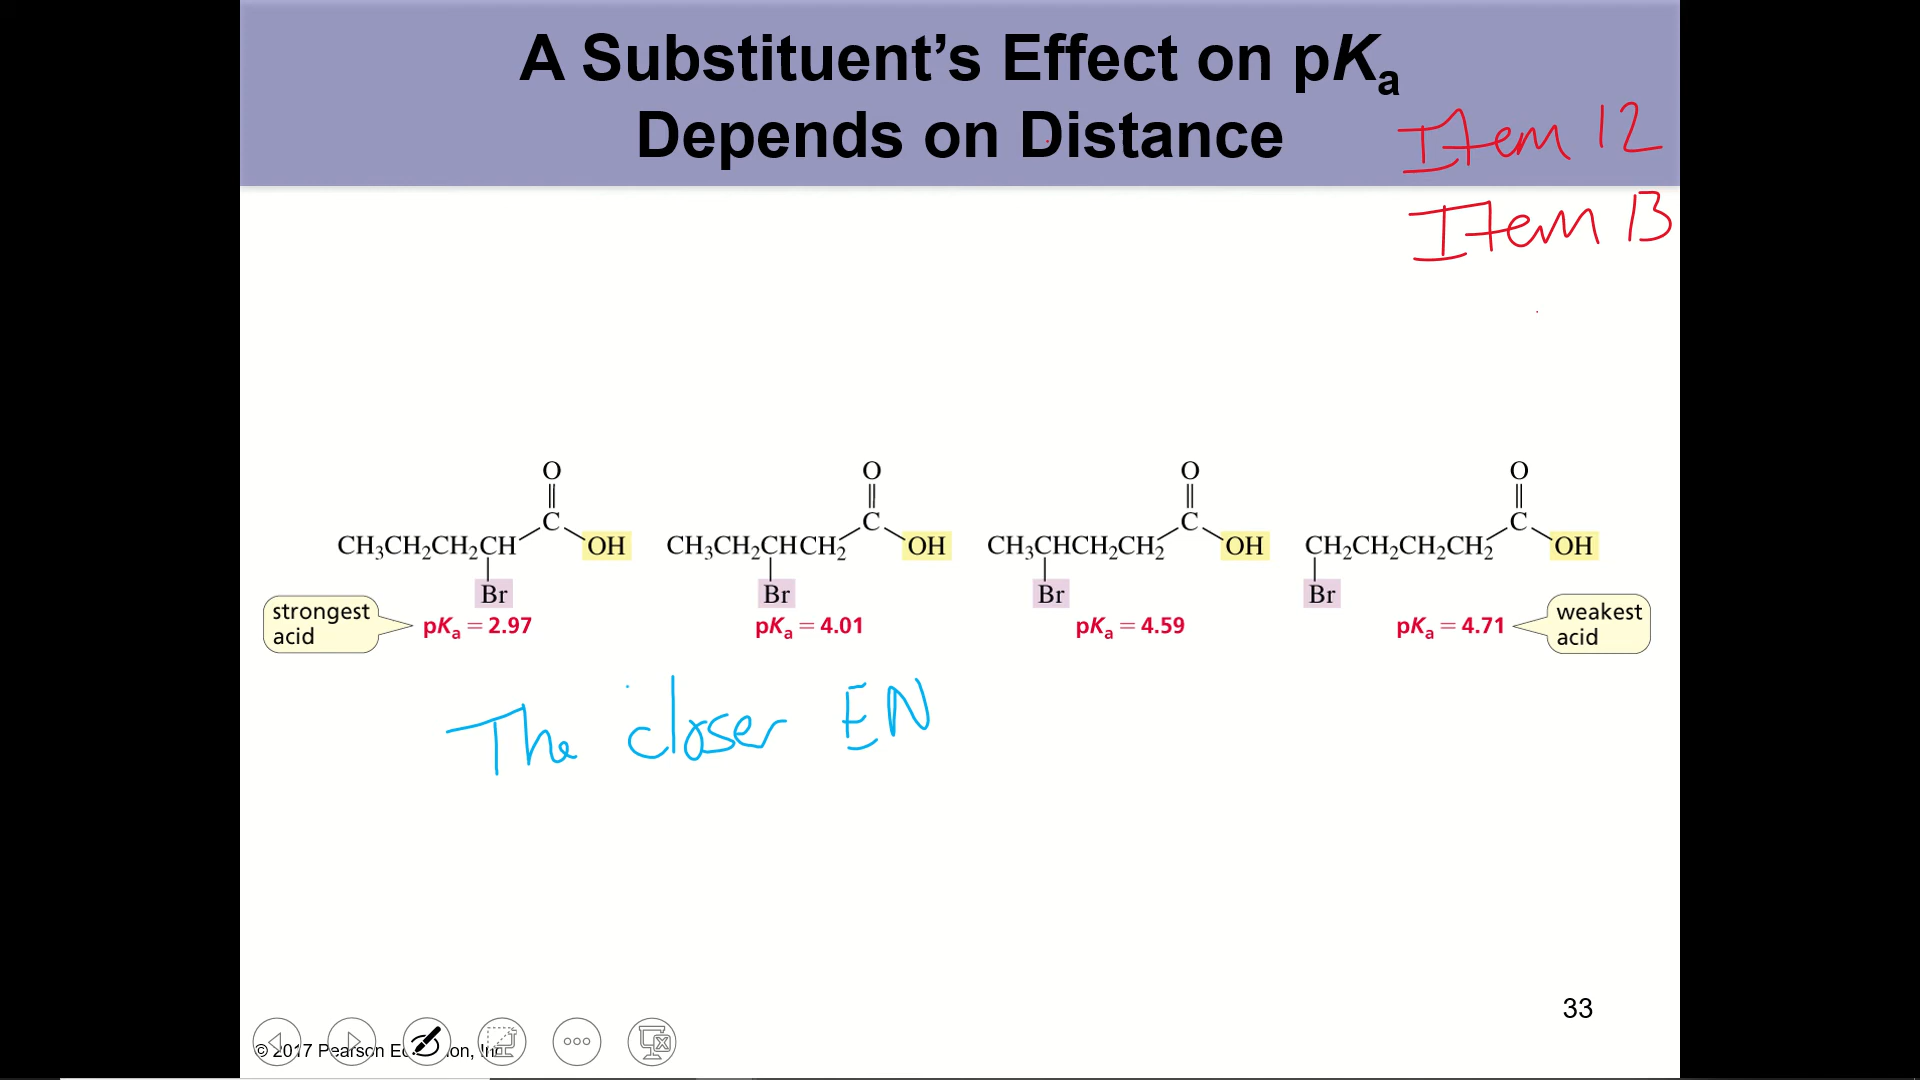 A Substituent’s Effect on pKa
Depends on Distance
Item 12
Item 13
O
O
O
O
C
C
C
C
CH3CH2CH2CH
OH
CH3CH2CHCH2
OH
CH3CHCH2CH2
OH
CH2CH2CH2CH2
OH
Br
Br
Br
Br
strongest
acid
pKa = 2.97
pKa = 4.01
pKa = 4.59
pKa = 4.71
weakest
acid
The closer EN
33
© 2017 Pearson